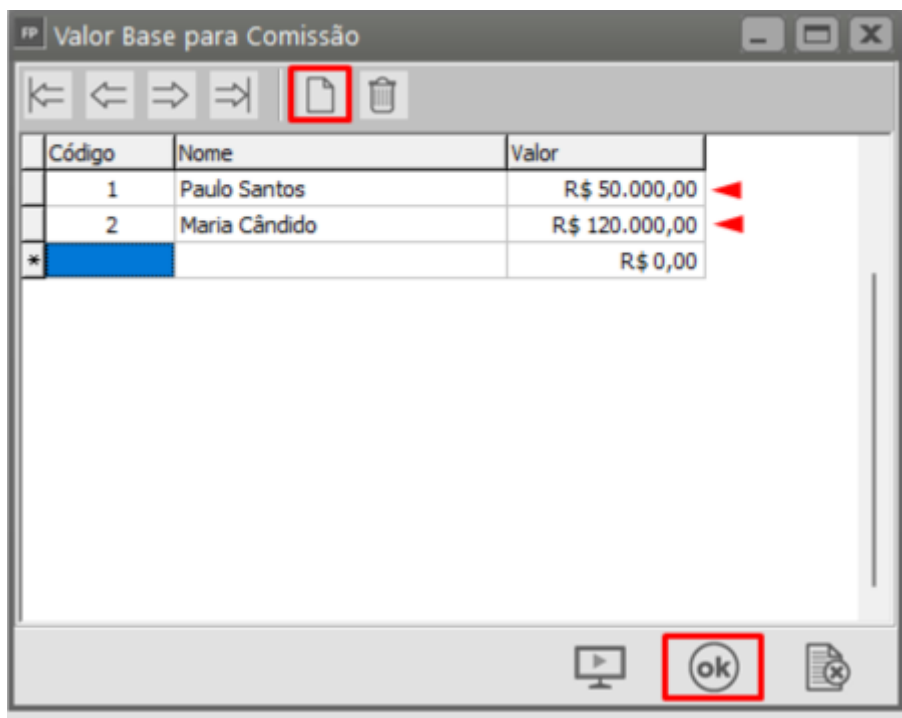 FP Valor Base para Comissão
Código Nome Valor
1 Paulo Santos R$ 50.000,00
2 Maria Cândido R$ 120.000,00
* R$ 0,00
ok